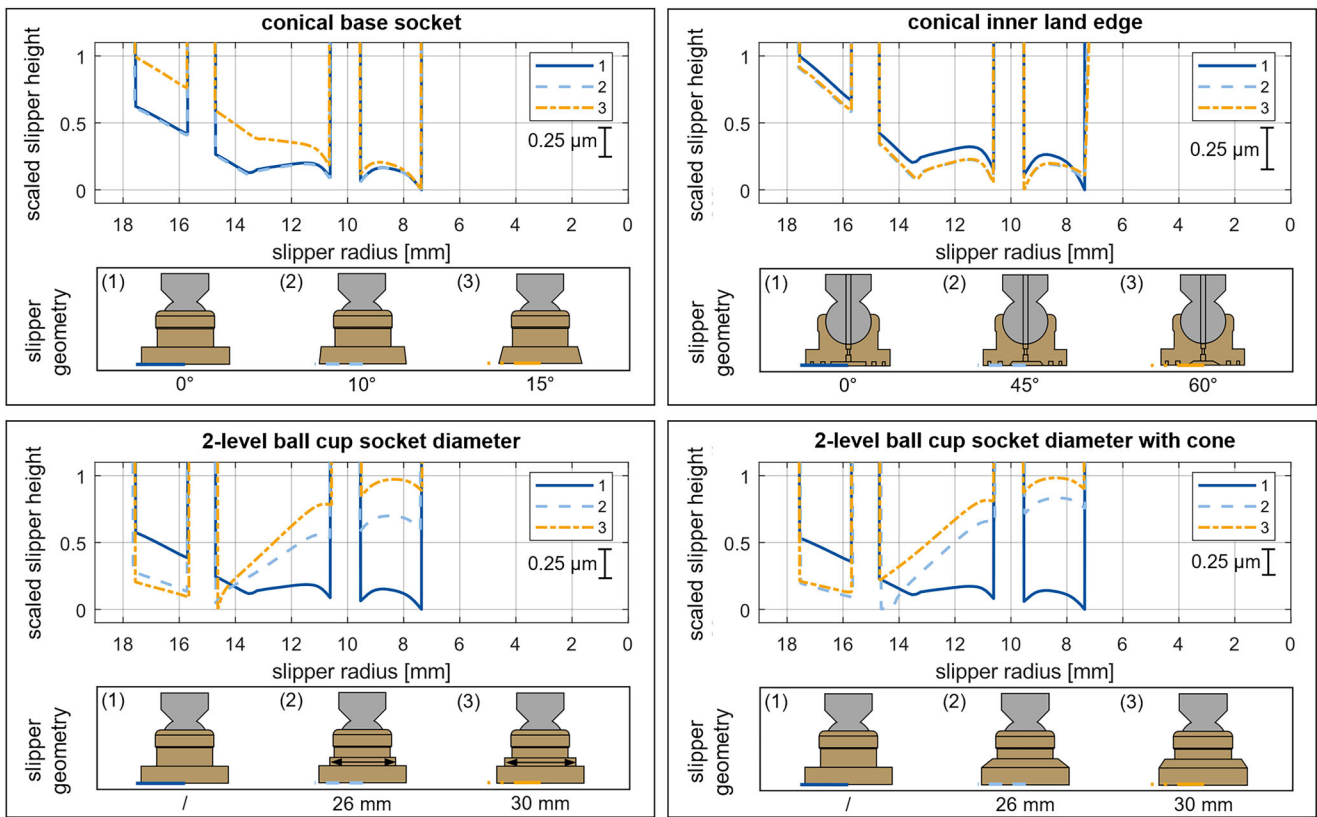 conical base socket
scaled slipper height
1
0.5
0
1
2
3
0.25 µm
18 16 14 12 10 8 6 4 2 0
slipper radius [mm]
slipper
geometry
(1) (2) (3)
0° 10° 15°
conical inner land edge
scaled slipper height
1
0.5
0
1
2
3
0.25 µm
18 16 14 12 10 8 6 4 2 0
slipper radius [mm]
slipper
geometry
(1) (2) (3)
0° 45° 60°
2-level ball cup socket diameter
scaled slipper height
1
0.5
0
1
2
3
0.25 µm
18 16 14 12 10 8 6 4 2 0
slipper radius [mm]
slipper
geometry
(1) (2) (3)
/ 26 mm 30 mm
2-level ball cup socket diameter with cone
scaled slipper height
1
0.5
0
1
2
3
0.25 µm
18 16 14 12 10 8 6 4 2 0
slipper radius [mm]
slipper
geometry
(1) (2) (3)
/ 26 mm 30 mm